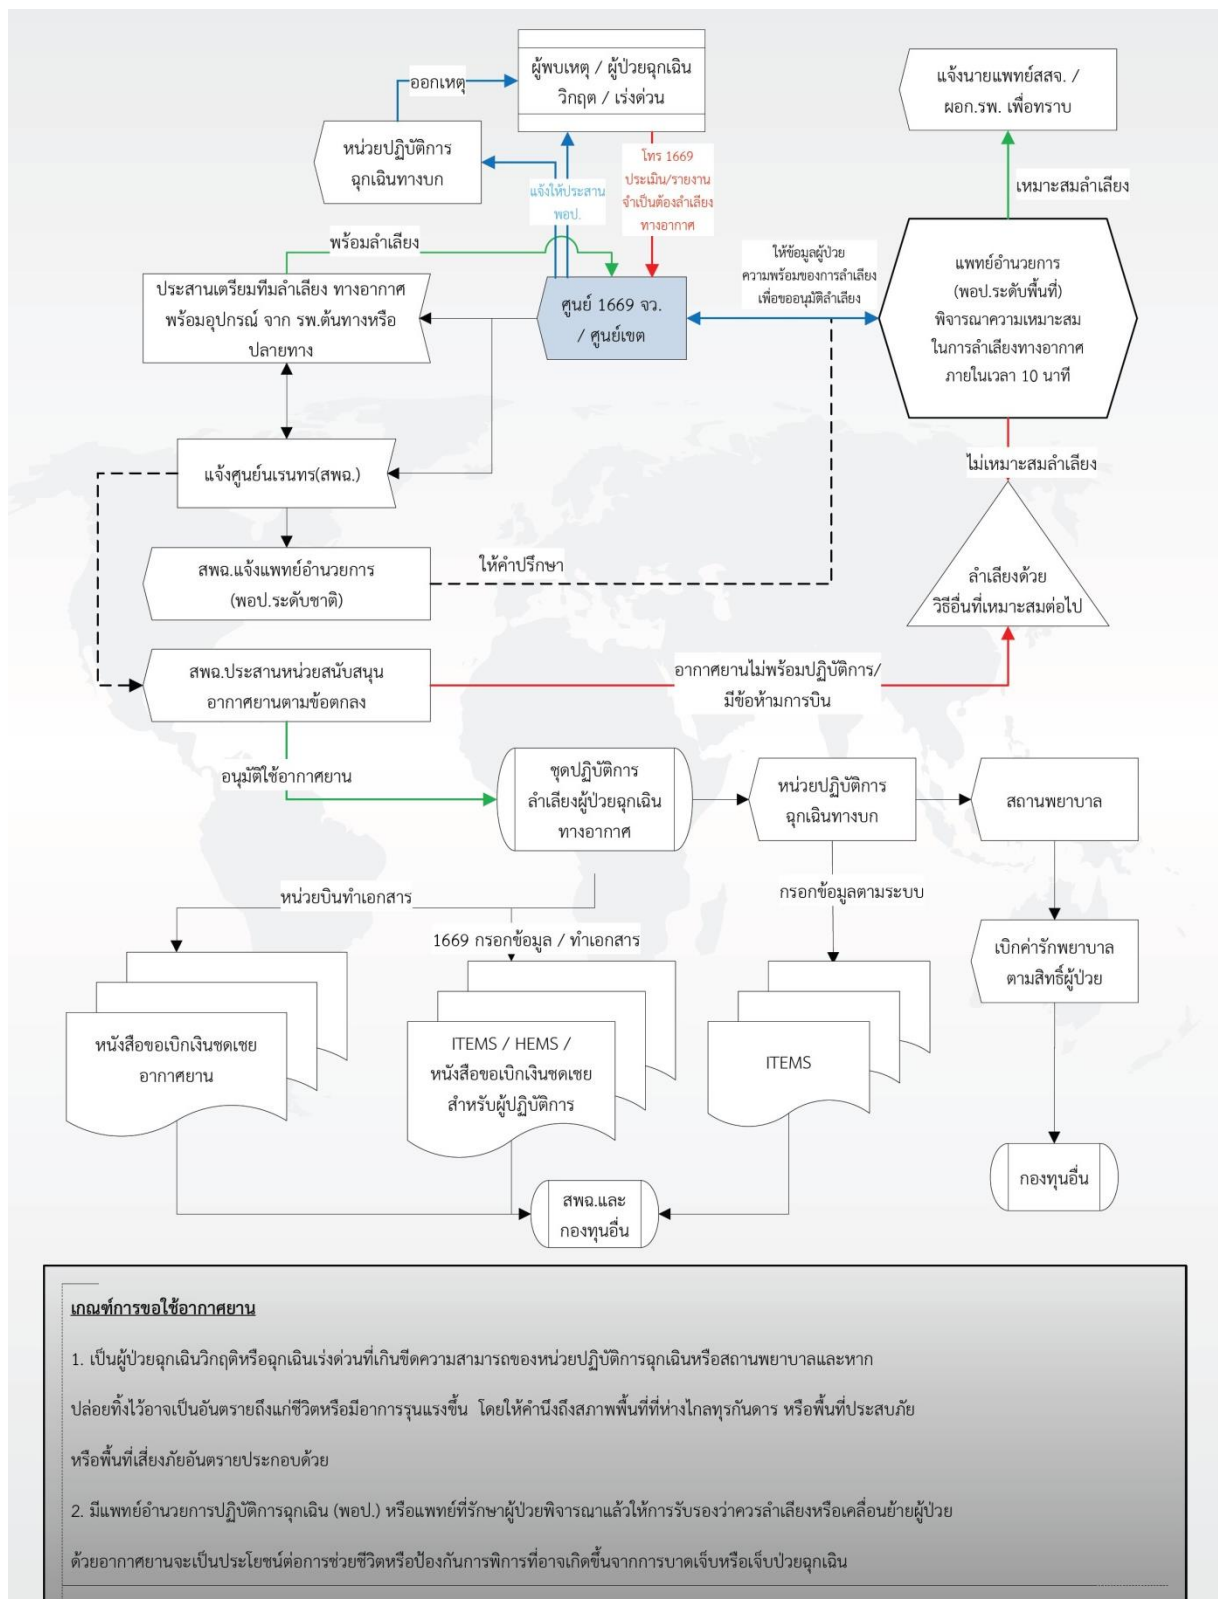 ผู้พบเหตุ / ผู้ป่วยฉุกเฉิน
วิกฤต / เร่งด่วน
ออกเหตุ
แจ้งนายแพทย์สสจ. /
ผอก.รพ. เพื่อทราบ
หน่วยปฏิบัติการ
ฉุกเฉินทางบก
แจ้งให้ประสาน
พอป.
โทร 1669
ประเมิน/รายงาน
จำเป็นต้องลำเลียง
ทางอากาศ
เหมาะสมลำเลียง
พร้อมลำเลียง
ให้ข้อมูลผู้ป่วย
ความพร้อมของการลำเลียง
เพื่อขออนุมัติลำเลียง
ประสานเตรียมทีมลำเลียง ทางอากาศ
พร้อมอุปกรณ์ จาก รพ.ต้นทางหรือ
ปลายทาง
ศูนย์ 1669 จว.
/ ศูนย์เขต
แพทย์อำนวยการ
(พอป.ระดับพื้นที่)
พิจารณาความเหมาะสม
ในการลำเลียงทางอากาศ
ภายในเวลา 10 นาที
แจ้งศูนย์นเรนทร(สพฉ.)
ไม่เหมาะสมลำเลียง
สพฉ.แจ้งแพทย์อำนวยการ
(พอป.ระดับชาติ)
ให้คำปรึกษา
ลำเลียงด้วย
วิธีอื่นที่เหมาะสมต่อไป
สพฉ.ประสานหน่วยสนับสนุน
อากาศยานตามข้อตกลง
อากาศยานไม่พร้อมปฏิบัติการ/
มีข้อห้ามการบิน
อนุมัติใช้อากาศยาน
ชุดปฏิบัติการ
ลำเลียงผู้ป่วยฉุกเฉิน
ทางอากาศ
หน่วยปฏิบัติการ
ฉุกเฉินทางบก
สถานพยาบาล
หน่วยบินทำเอกสาร
กรอกข้อมูลตามระบบ
1669 กรอกข้อมูล / ทำเอกสาร
เบิกค่ารักพยาบาล
ตามสิทธิ์ผู้ป่วย
หนังสือขอเบิกเงินชดเชย
อากาศยาน
ITEMS / HEMS /
หนังสือขอเบิกเงินชดเชย
สำหรับผู้ปฏิบัติการ
ITEMS
กองทุนอื่น
สพฉ.และ
กองทุนอื่น
เกณฑ์การขอใช้อากาศยาน
1. เป็นผู้ป่วยฉุกเฉินวิกฤติหรือฉุกเฉินเร่งด่วนที่เกินขีดความสามารถของหน่วยปฏิบัติการฉุกเฉินหรือสถานพยาบาลและหาก
ปล่อยทิ้งไว้อาจเป็นอันตรายถึงแก่ชีวิตหรือมีอาการรุนแรงขึ้น โดยให้คำนึงถึงสภาพพื้นที่ที่ห่างไกลทุรกันดาร หรือพื้นที่ประสบภัย
หรือพื้นที่เสี่ยงภัยอันตรายประกอบด้วย
2. มีแพทย์อำนวยการปฏิบัติการฉุกเฉิน (พอป.) หรือแพทย์ที่รักษาผู้ป่วยพิจารณาแล้วให้การรับรองว่าควรลำเลียงหรือเคลื่อนย้ายผู้ป่วย
ด้วยอากาศยานจะเป็นประโยชน์ต่อการช่วยชีวิตหรือป้องกันการพิการที่อาจเกิดขึ้นจากการบาดเจ็บหรือเจ็บป่วยฉุกเฉิน